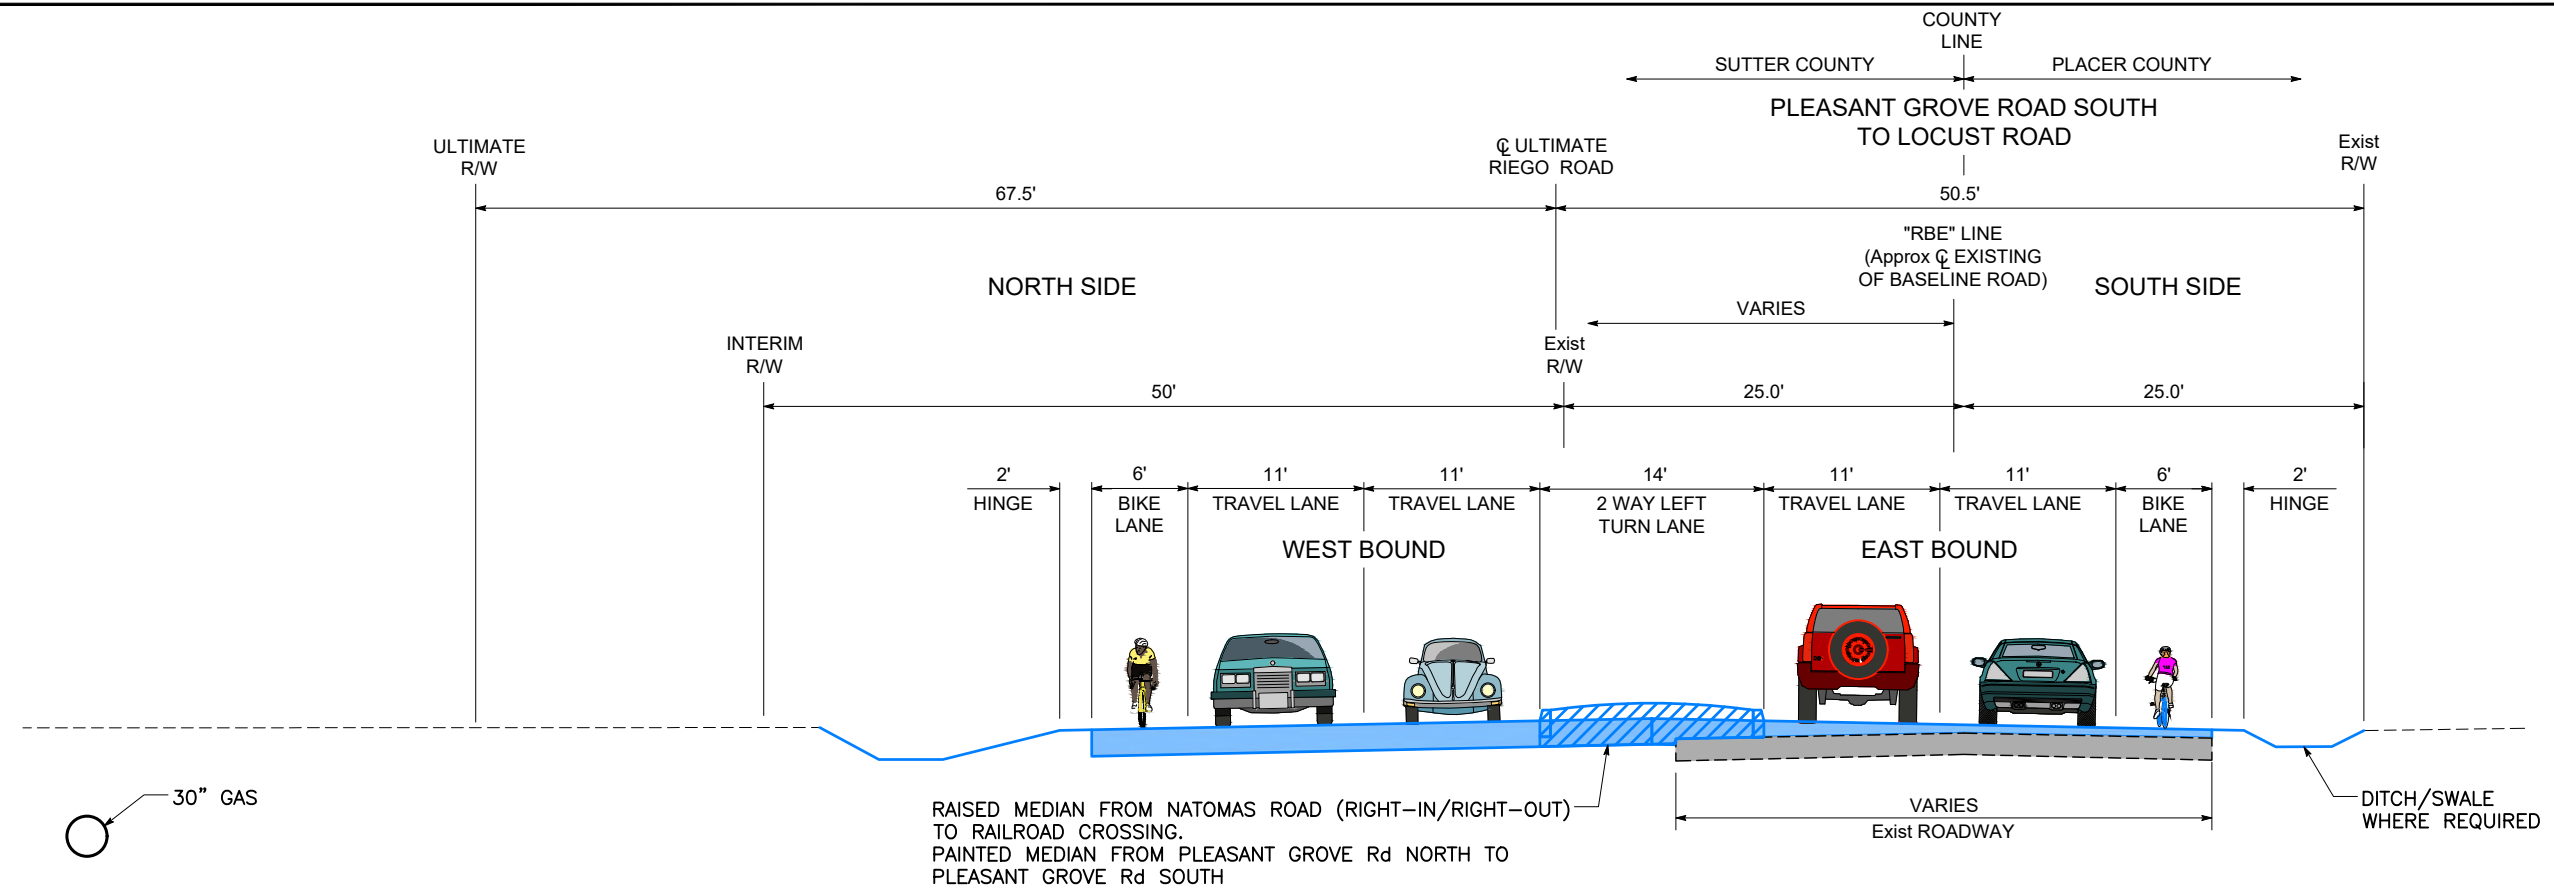 COUNTY
LINE
SUTTER COUNTY
PLACER COUNTY
PLEASANT GROVE ROAD SOUTH
TO LOCUST ROAD
ULTIMATE
R/W
℄ ULTIMATE
RIEGO ROAD
Exist
R/W
67.5'
50.5'
"RBE" LINE
(Approx ℄ EXISTING
OF BASELINE ROAD)
NORTH SIDE
SOUTH SIDE
VARIES
INTERIM
R/W
Exist
R/W
50'
25.0'
25.0'
2'
HINGE
6'
BIKE
LANE
11'
TRAVEL LANE
11'
TRAVEL LANE
14'
2 WAY LEFT
TURN LANE
11'
TRAVEL LANE
11'
TRAVEL LANE
6'
BIKE
LANE
2'
HINGE
WEST BOUND
EAST BOUND
30" GAS
RAISED MEDIAN FROM NATOMAS ROAD (RIGHT-IN/RIGHT-OUT)
TO RAILROAD CROSSING.
PAINTED MEDIAN FROM PLEASANT GROVE Rd NORTH TO
PLEASANT GROVE Rd SOUTH
VARIES
Exist ROADWAY
DITCH/SWALE
WHERE REQUIRED